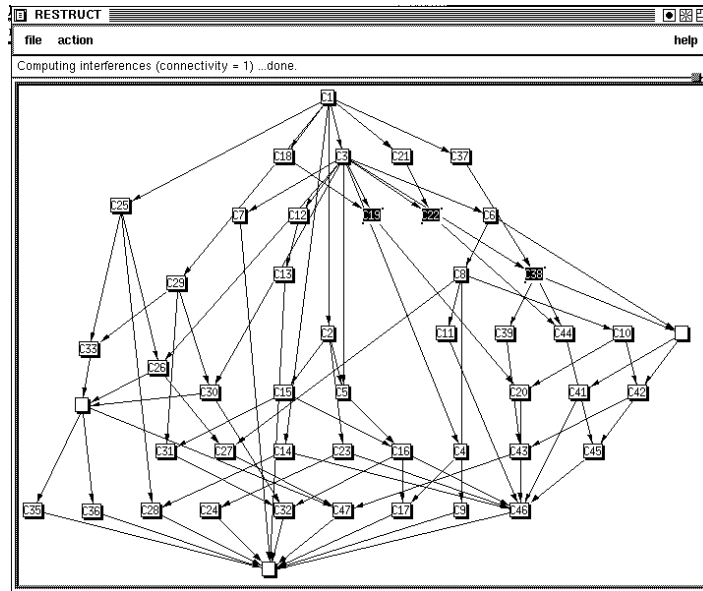 RESTRUCT
file action help
Computing interferences (connectivity = 1) ...done.
C1
C18 C3 C21 C37
C25 C7 C12 C19 C22 C6
C29 C13 C8 C38
C33 C2 C11 C39 C44 C10
C26
C30 C15 C5 C20 C41 C42
C31 C27 C14 C23 C16 C4 C43 C45
C35 C36 C28 C24 C32 C47 C17 C9 C46